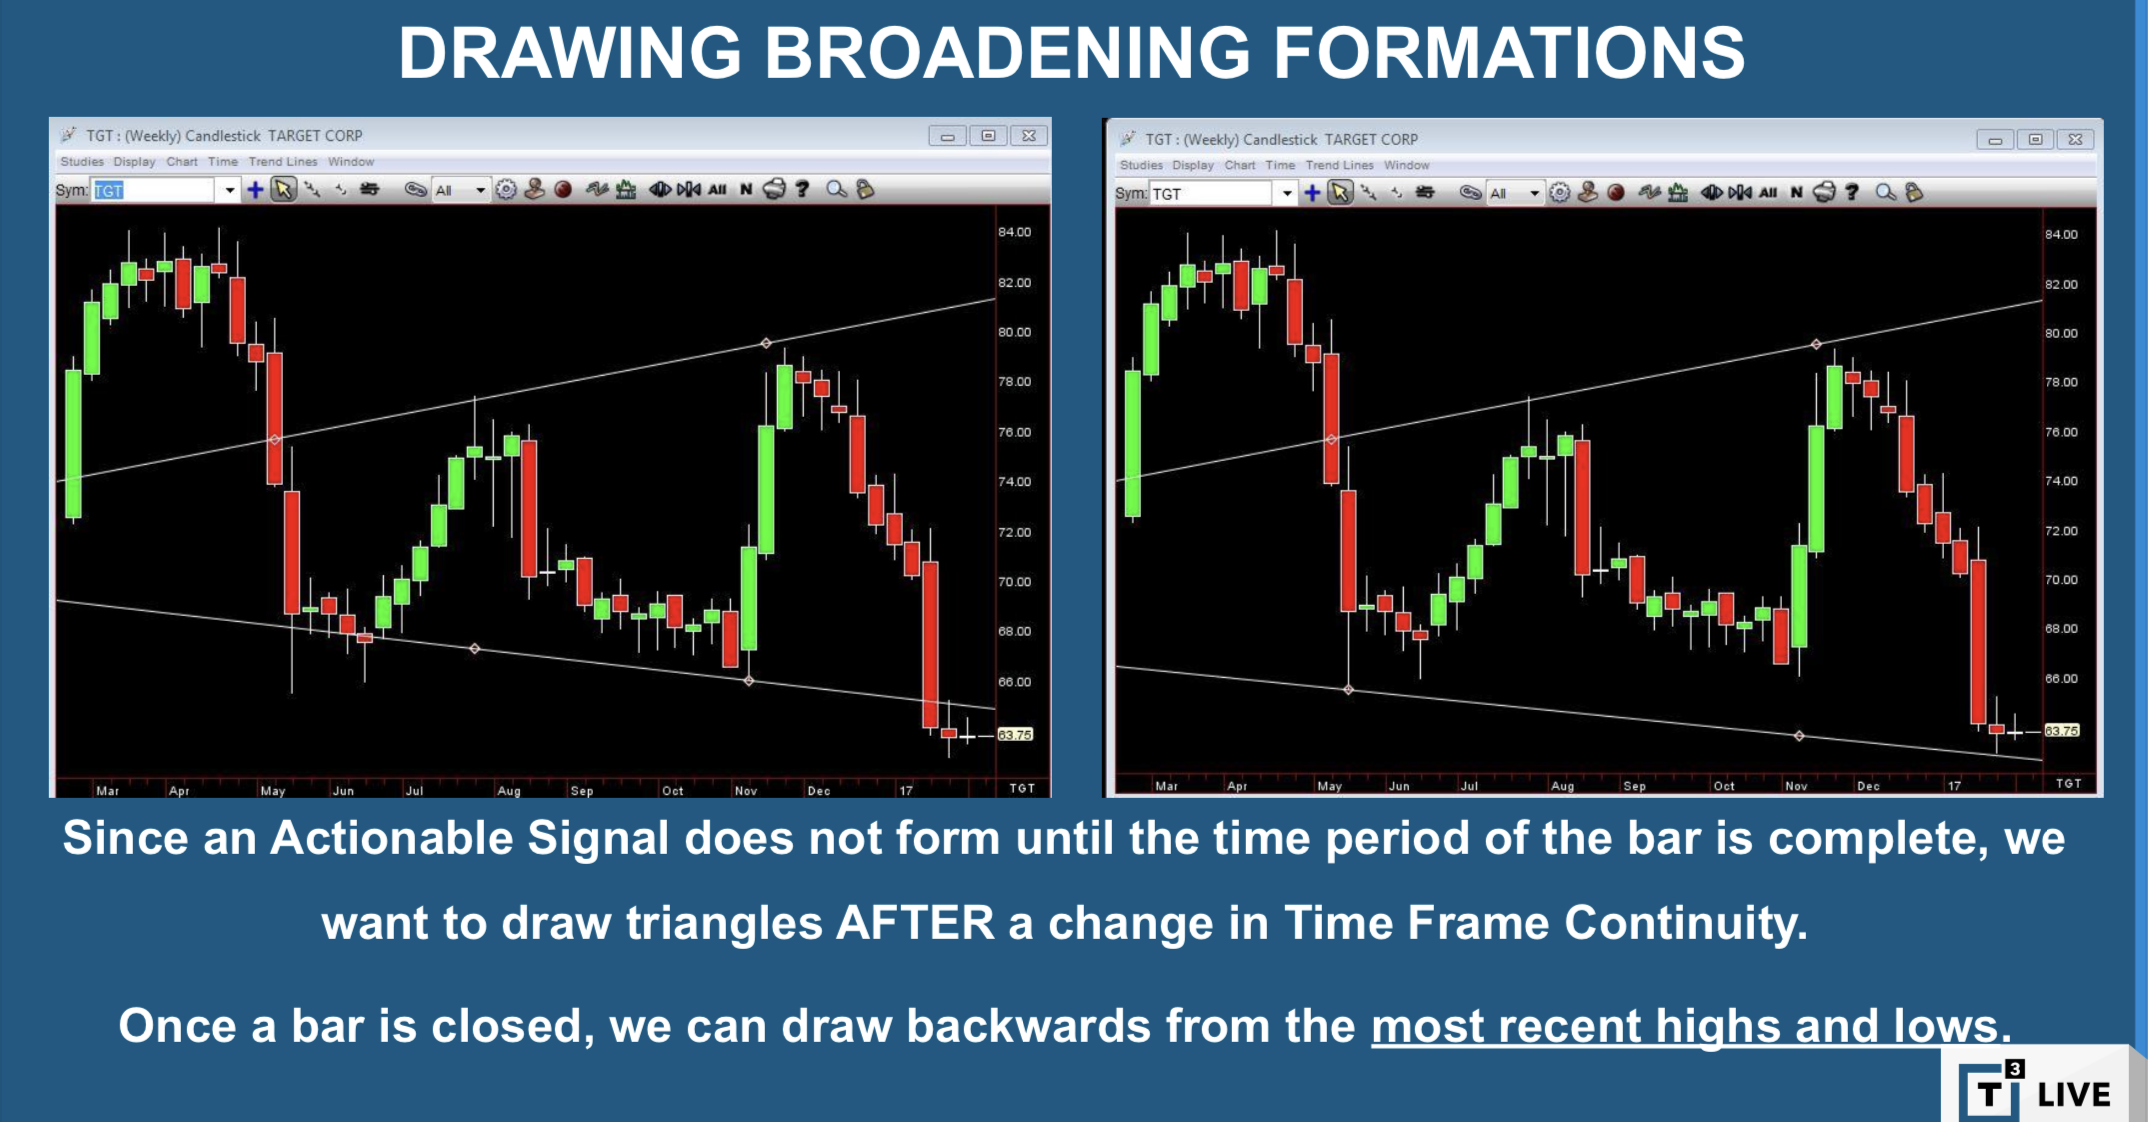 DRAWING BROADENING FORMATIONS
TGT : (Weekly) Candlestick TARGET CORP
Studies Display Chart Time Trend Lines Window
Sym: TGT All All N ?
84.00
82.00
80.00
78.00
76.00
74.00
72.00
70.00
68.00
66.00
63.75
Mar Apr May Jun Jul Aug Sep Oct Nov Dec 17 TGT
TGT : (Weekly) Candlestick TARGET CORP
Studies Display Chart Time Trend Lines Window
Sym: TGT All All N ?
84.00
82.00
80.00
78.00
76.00
74.00
72.00
70.00
68.00
66.00
63.75
Mar Apr May Jun Jul Aug Sep Oct Nov Dec 17 TGT
Since an Actionable Signal does not form until the time period of the bar is complete, we
want to draw triangles AFTER a change in Time Frame Continuity.
Once a bar is closed, we can draw backwards from the most recent highs and lows.
T3 LIVE